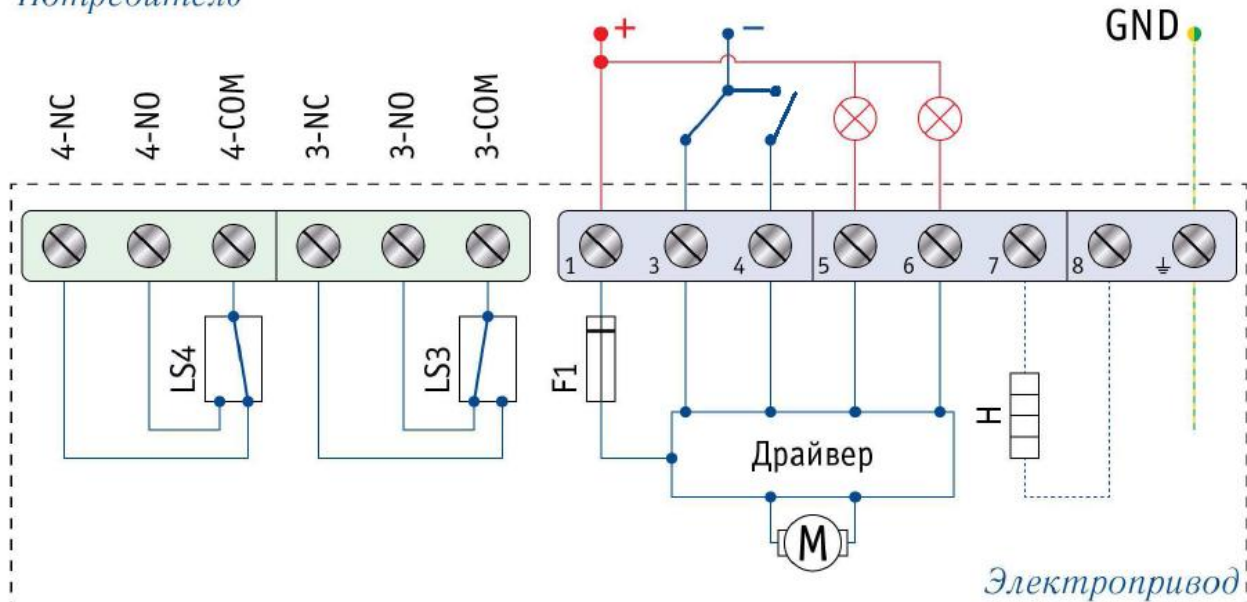 Потребитель
+ − GND
4-NC
4-NO
4-COM
3-NC
3-NO
3-COM
1 3 4 5 6 7 8
LS4
LS3
F1
H
Драйвер
M
Электропривод